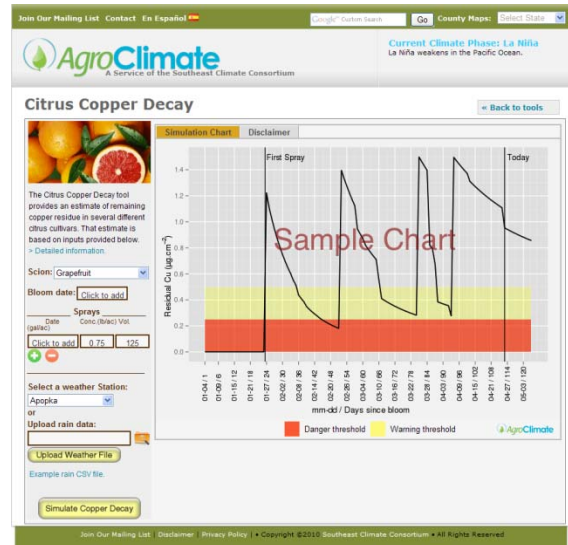 Join Our Mailing List Contact En Español
Google™ Custom Search Go County Maps: Select State
AgroClimate
A Service of the Southeast Climate Consortium
Current Climate Phase: La Niña
La Niña weakens in the Pacific Ocean.
Citrus Copper Decay
« Back to tools
The Citrus Copper Decay tool
provides an estimate of remaining
copper residue in several different
citrus cultivars. That estimate is
based on inputs provided below.
> Detailed information.
Scion: Grapefruit
Bloom date: Click to add
Sprays
Date Conc.(lb/ac) Vol.
(gal/ac)
Click to add 0.75 125
Select a weather Station:
Apopka
or
Upload rain data:
Upload Weather File
Example rain CSV file.
Simulate Copper Decay
Simulation Chart Disclaimer
First Spray
Today
Sample Chart
Residual Cu (µg.cm⁻²)
1.4
1.2
1.0
0.8
0.6
0.4
0.2
0.0
01-04 / 1
01-09 / 6
01-15 / 12
01-21 / 18
01-27 / 24
02-02 / 30
02-08 / 36
02-14 / 42
02-20 / 48
02-26 / 54
03-04 / 60
03-10 / 66
03-16 / 72
03-22 / 78
03-28 / 84
04-03 / 90
04-09 / 96
04-15 / 102
04-21 / 108
04-27 / 114
05-03 / 120
mm-dd / Days since bloom
Danger threshold Warning threshold AgroClimate
Join Our Mailing List | Disclaimer | Privacy Policy | • Copyright ©2010 Southeast Climate Consortium • All Rights Reserved